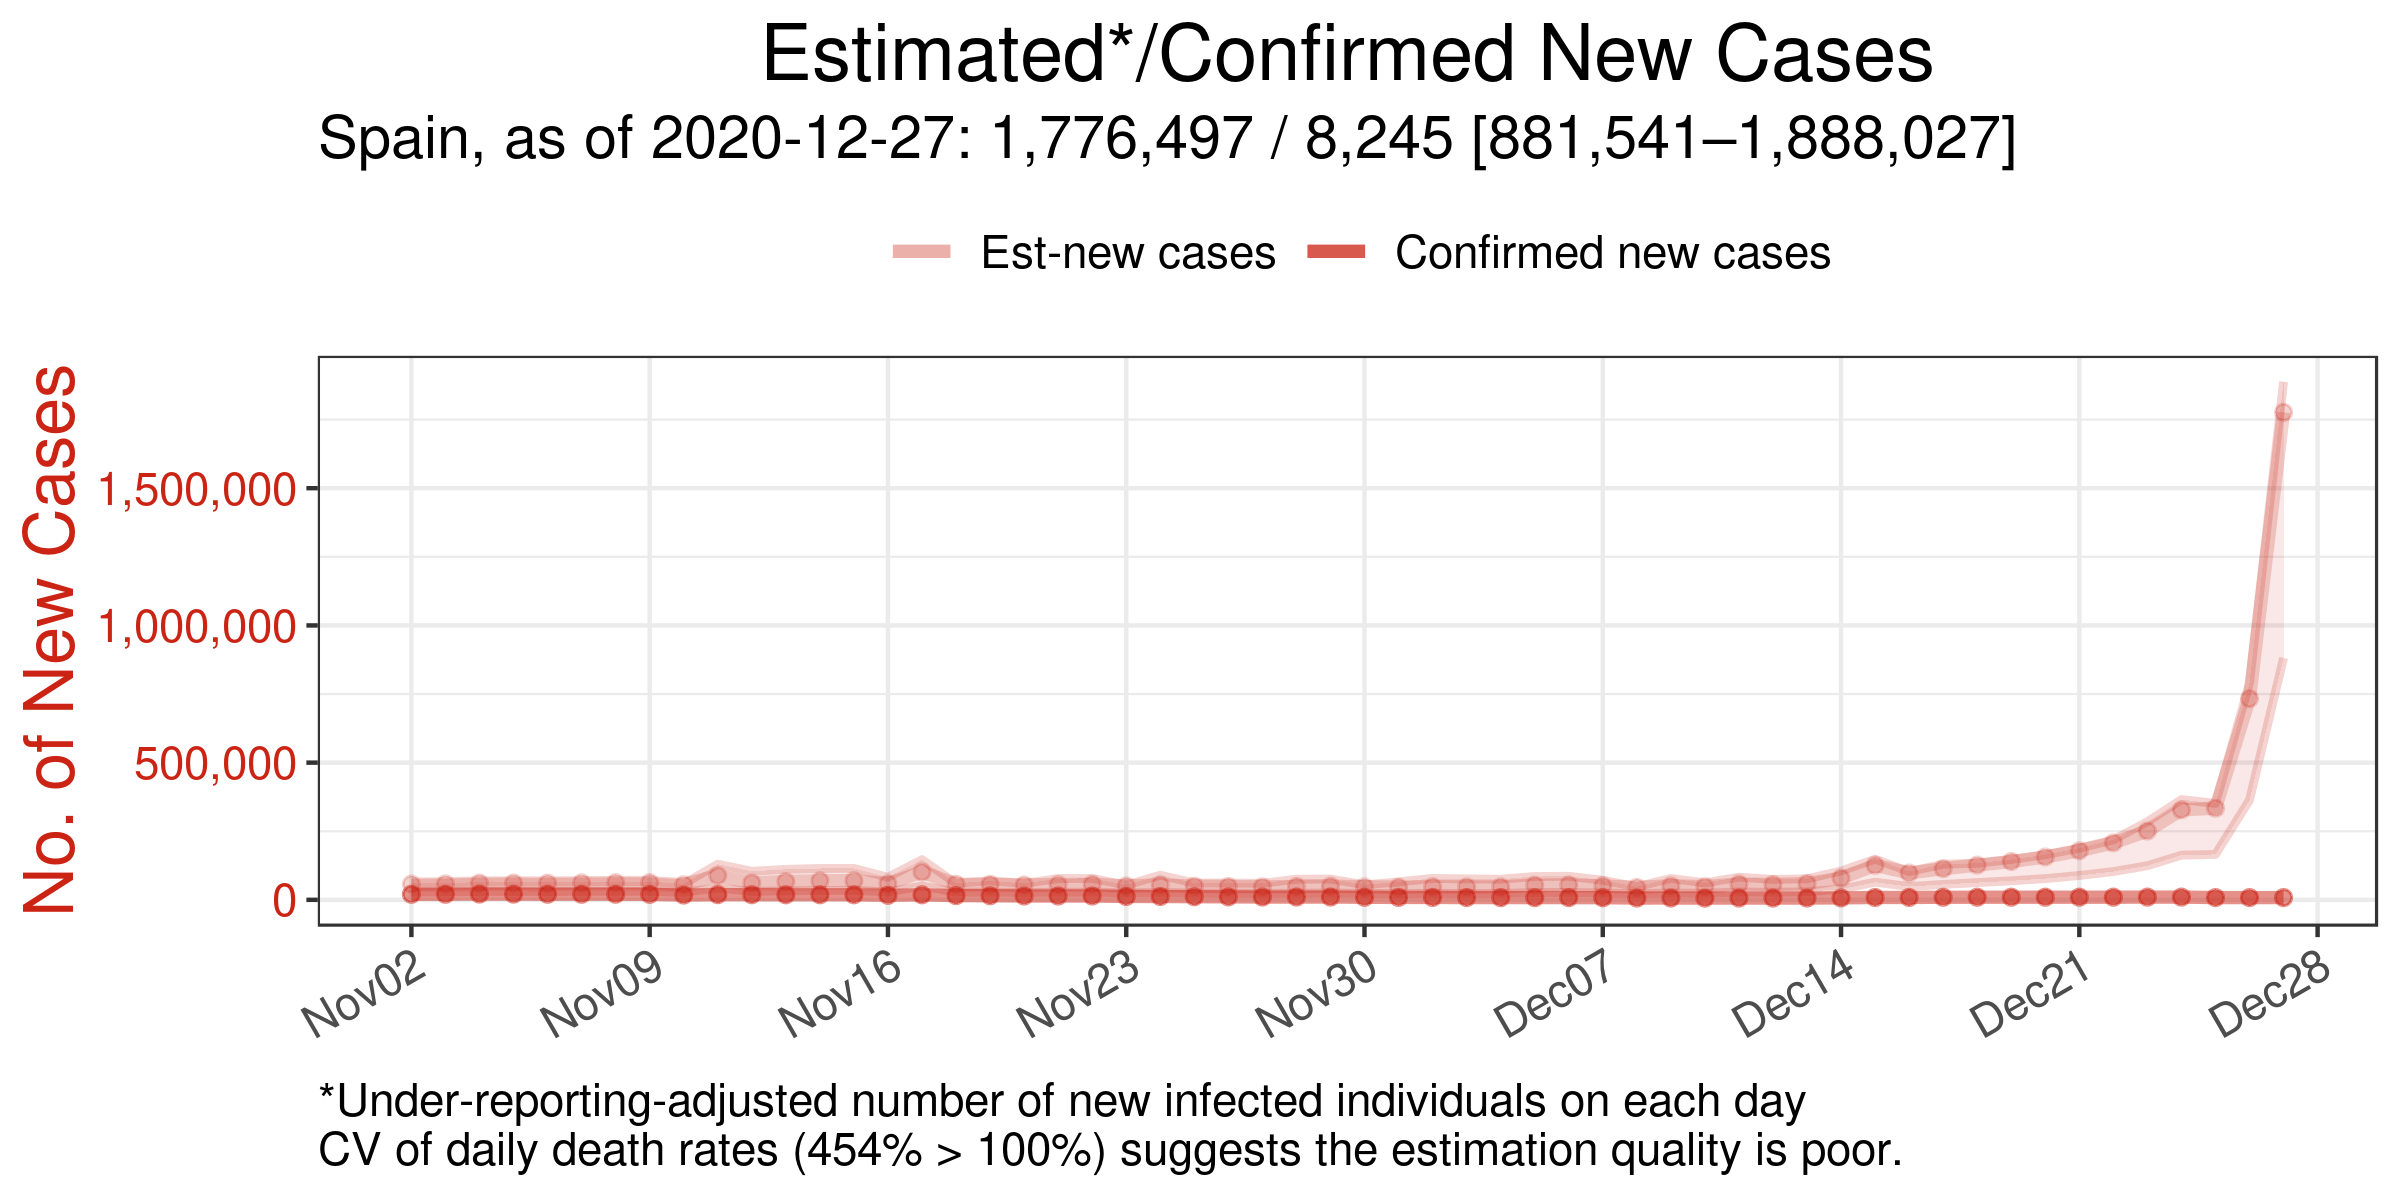 Estimated*/Confirmed New Cases
Spain, as of 2020-12-27: 1,776,497 / 8,245 [881,541–1,888,027]
Est-new cases
Confirmed new cases
No. of New Cases
1,500,000
1,000,000
500,000
0
Nov02
Nov09
Nov16
Nov23
Nov30
Dec07
Dec14
Dec21
Dec28
*Under-reporting-adjusted number of new infected individuals on each day
CV of daily death rates (454% > 100%) suggests the estimation quality is poor.